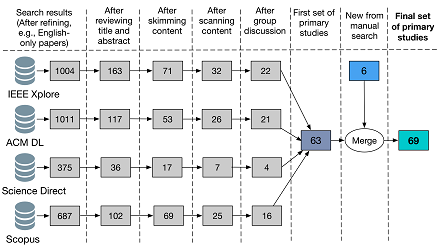 Search results
(After refining,
e.g., English-
only papers)
After
reviewing
title and
abstract
After
skimming
content
After
scanning
content
After
group
discussion
First set of
primary
studies
New from
manual
search
Final set
of primary
studies
1004
163
71
32
22
6
IEEE Xplore
1011
117
53
26
21
63
Merge
69
ACM DL
375
36
17
7
4
Science Direct
687
102
69
25
16
Scopus